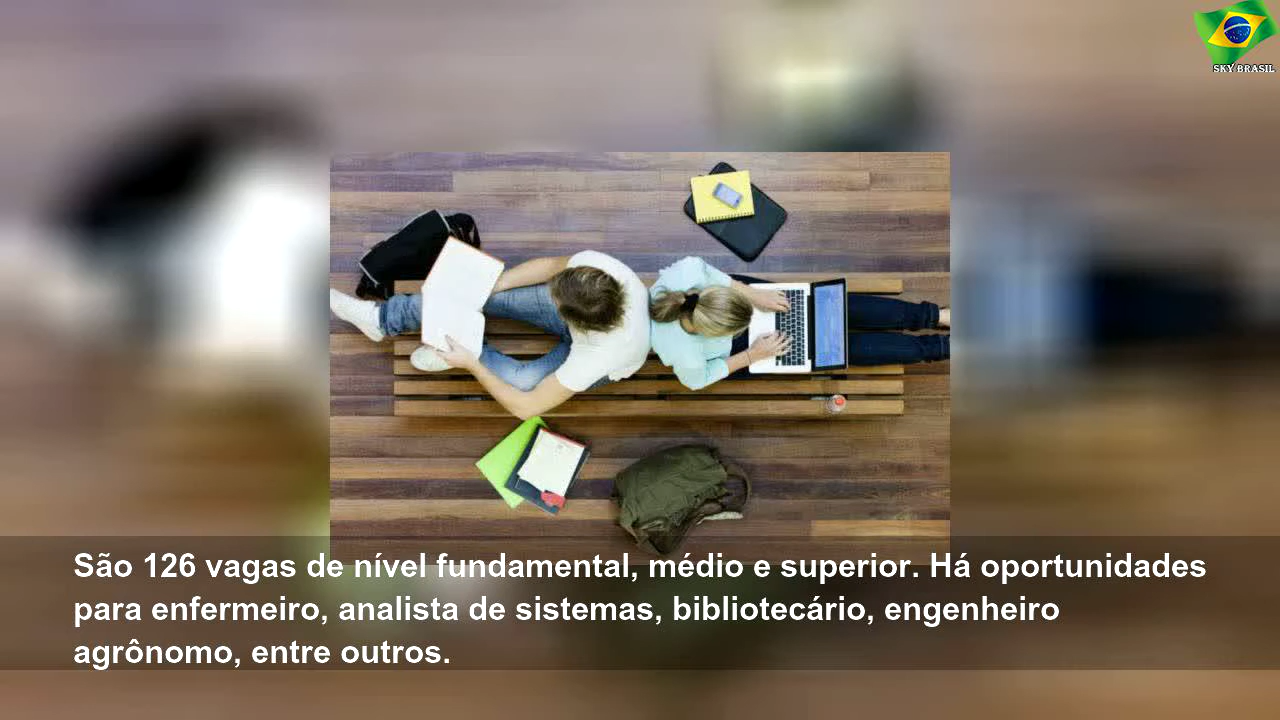 SKY BRASIL
São 126 vagas de nível fundamental, médio e superior. Há oportunidades
para enfermeiro, analista de sistemas, bibliotecário, engenheiro
agrônomo, entre outros.